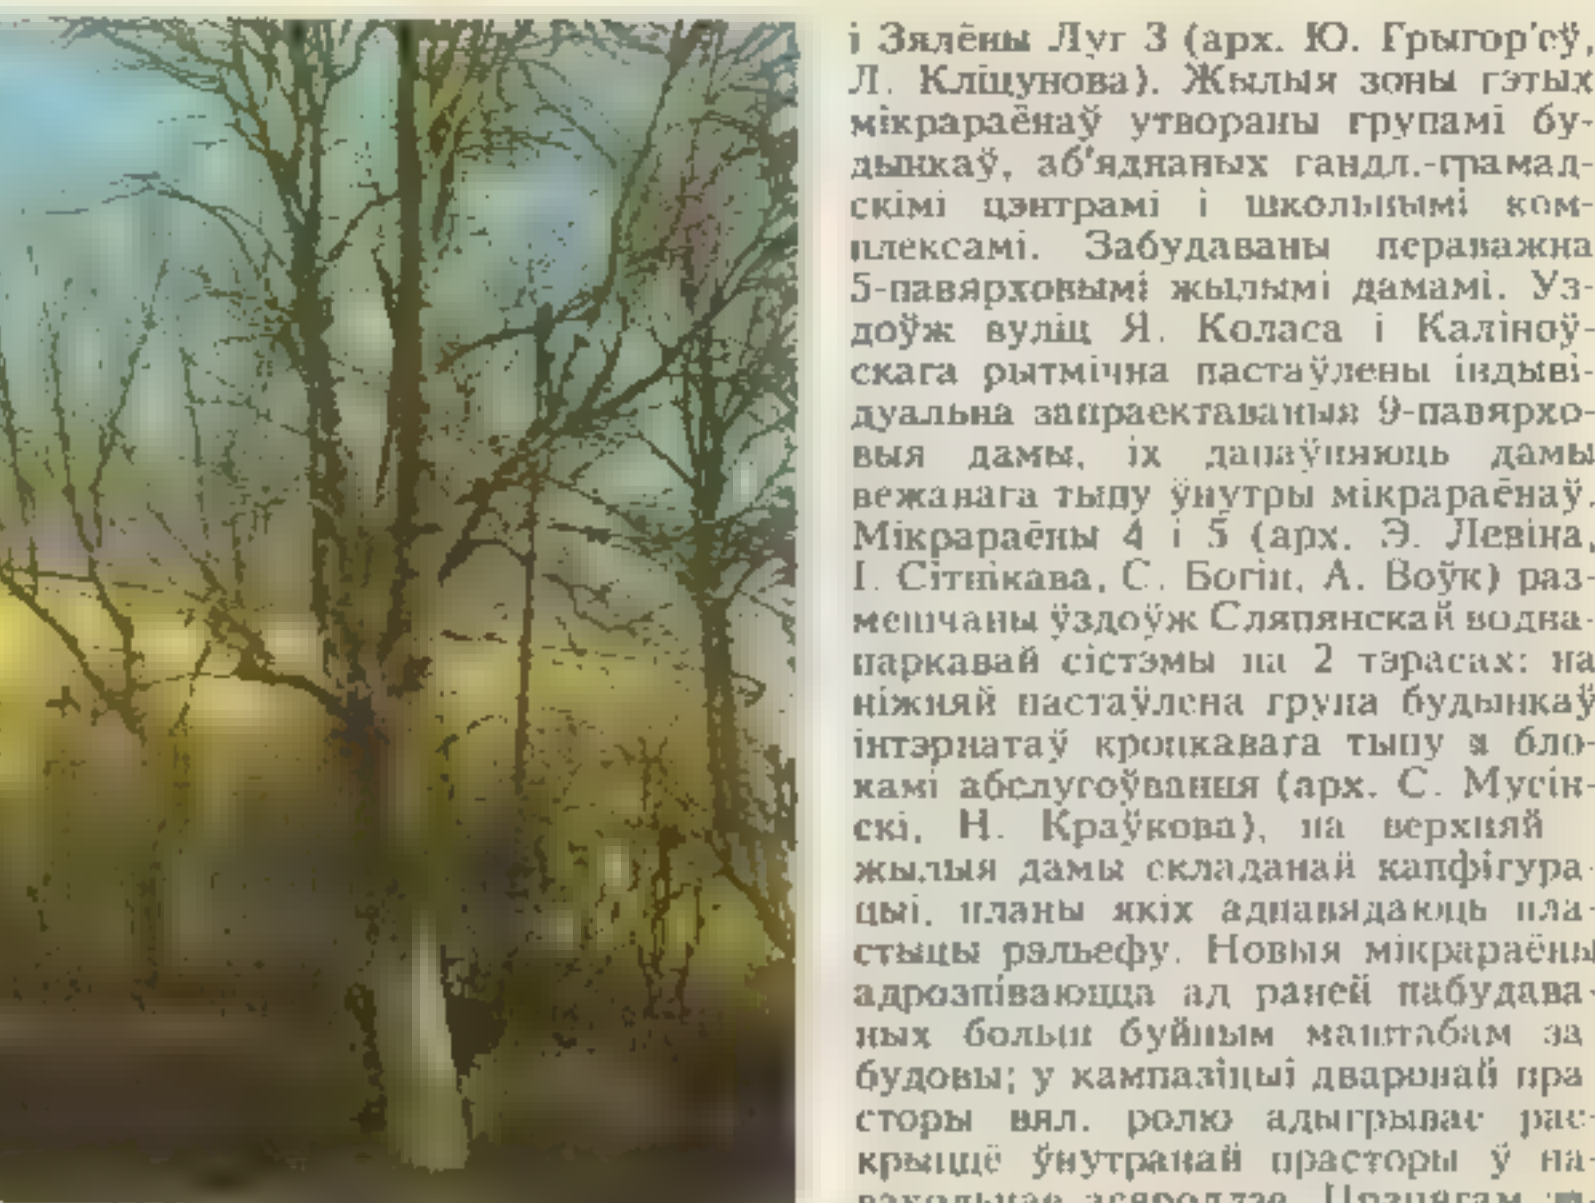 і Зялёны Луг 3 (арх. Ю. Грыгор'еў,
Л. Кліцунова). Жылыя зоны гэтых
мікрараёнаў утвораны групамі бу-
дынкаў, аб'яднаных гандл.-грамад-
скімі цэнтрамі і школьнымі ком-
плексамі. Забудаваны пераважна
5-павярховымі жылымі дамамі. Уз-
доўж вуліц Я. Коласа і Каліноў-
скага рытмічна пастаўлены індыві-
дуальна запраектаваныя 9-павярхо-
выя дамы, іх дапаўняюць дамы
вежавага тыпу ўнутры мікрараёнаў
Мікрараёны 4 і 5 (арх. Э. Левіна,
І. Сітнікава, С. Богін, А. Воўк) раз-
мешчаны ўздоўж Сляпянскай водна-
паркавай сістэмы на 2 тэрасах: на
ніжняй пастаўлена група будынкаў
інтэрнатаў кропкавага тыпу з бло-
камі абслугоўвання (арх. С. Мусін-
скі, Н. Краўкова), на верхняй
жылыя дамы складанай канфігура-
цыі, планы якіх адпавядаюць пла-
стыцы рэльефу. Новыя мікрараёны
адрозніваюцца ад раней пабудава-
ных больш буйным маштабам за
будовы; у кампазіцыі дваровай пра
сторы вял. ролю адыгрывае рас-
крыццё ўнутранай прасторы ў на-